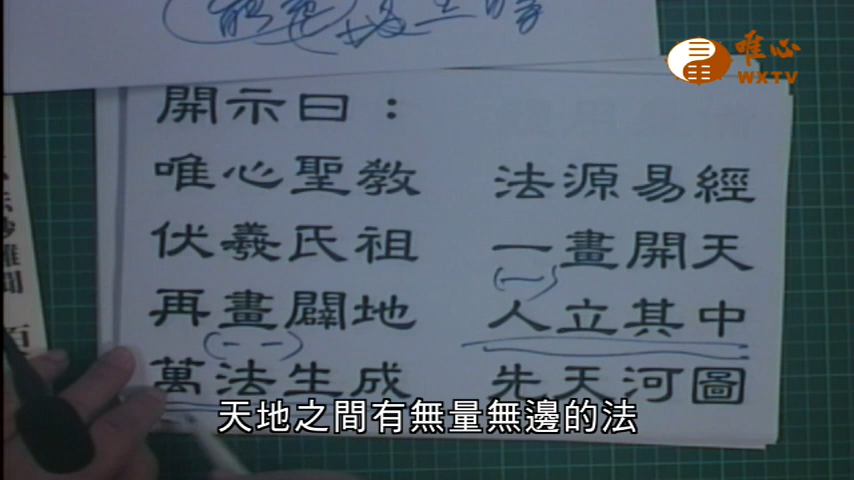 唯心
WXTV
開示曰：
唯心聖教 法源易經
伏羲氏祖 一畫開天
(一)
再畫闢地 人立其中
(--)
萬法生成 先天河圖
天地之間有無量無邊的法